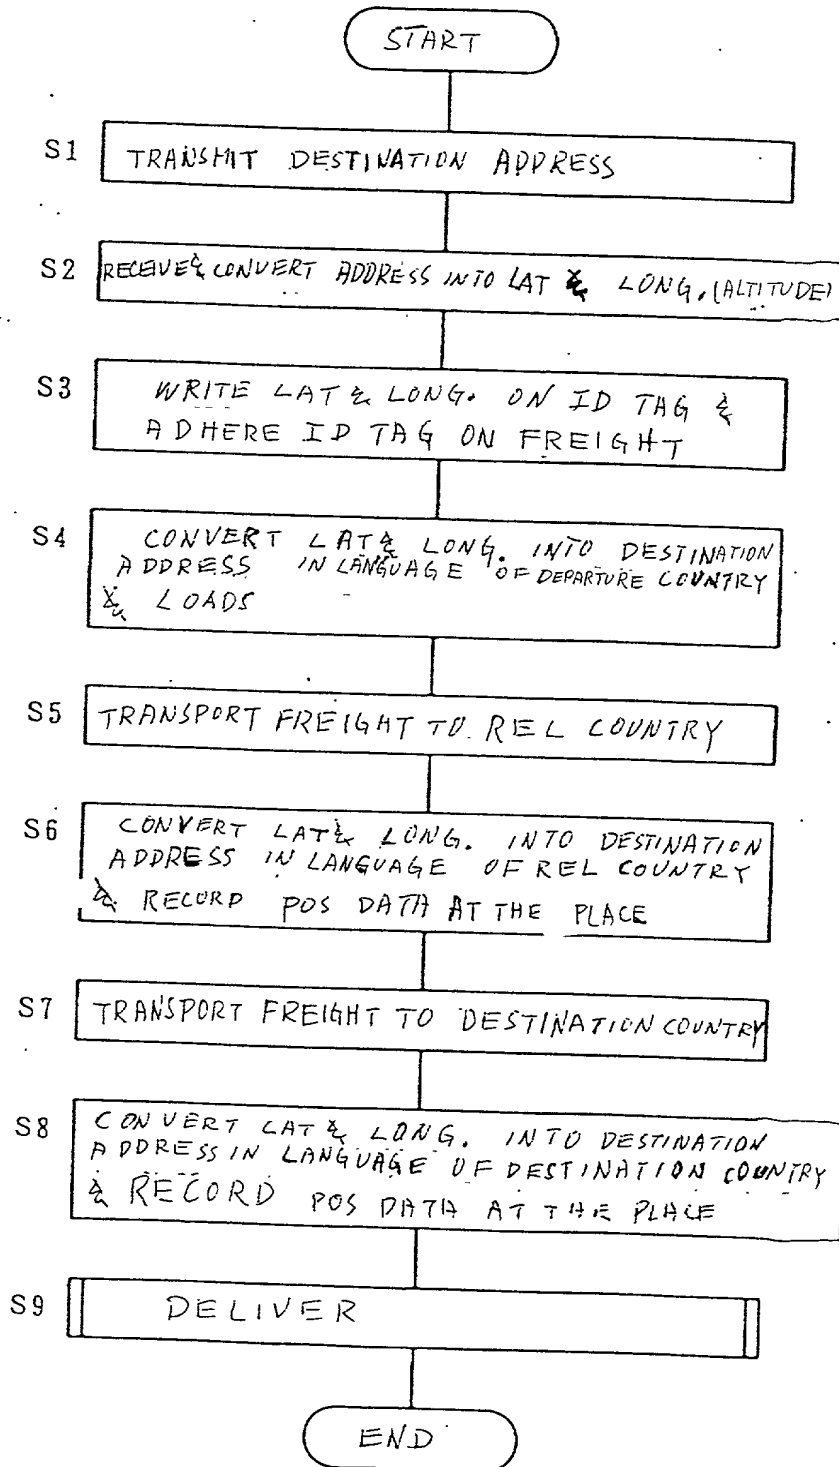 START
S1 TRANSMIT DESTINATION ADDRESS
S2 RECEIVE & CONVERT ADDRESS INTO LAT & LONG. (ALTITUDE)
S3 WRITE LAT & LONG. ON ID TAG &
ADHERE ID TAG ON FREIGHT
S4 CONVERT LAT & LONG. INTO DESTINATION
ADDRESS IN LANGUAGE OF DEPARTURE COUNTRY
& LOADS
S5 TRANSPORT FREIGHT TO REL COUNTRY
S6 CONVERT LAT & LONG. INTO DESTINATION
ADDRESS IN LANGUAGE OF REL COUNTRY
& RECORD POS DATA AT THE PLACE
S7 TRANSPORT FREIGHT TO DESTINATION COUNTRY
S8 CONVERT LAT & LONG. INTO DESTINATION
ADDRESS IN LANGUAGE OF DESTINATION COUNTRY
& RECORD POS DATA AT THE PLACE
S9 DELIVER
END